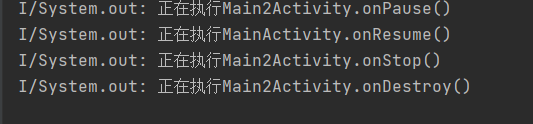 I/System.out: 正在执行Main2Activity.onPause()
I/System.out: 正在执行MainActivity.onResume()
I/System.out: 正在执行Main2Activity.onStop()
I/System.out: 正在执行Main2Activity.onDestroy()